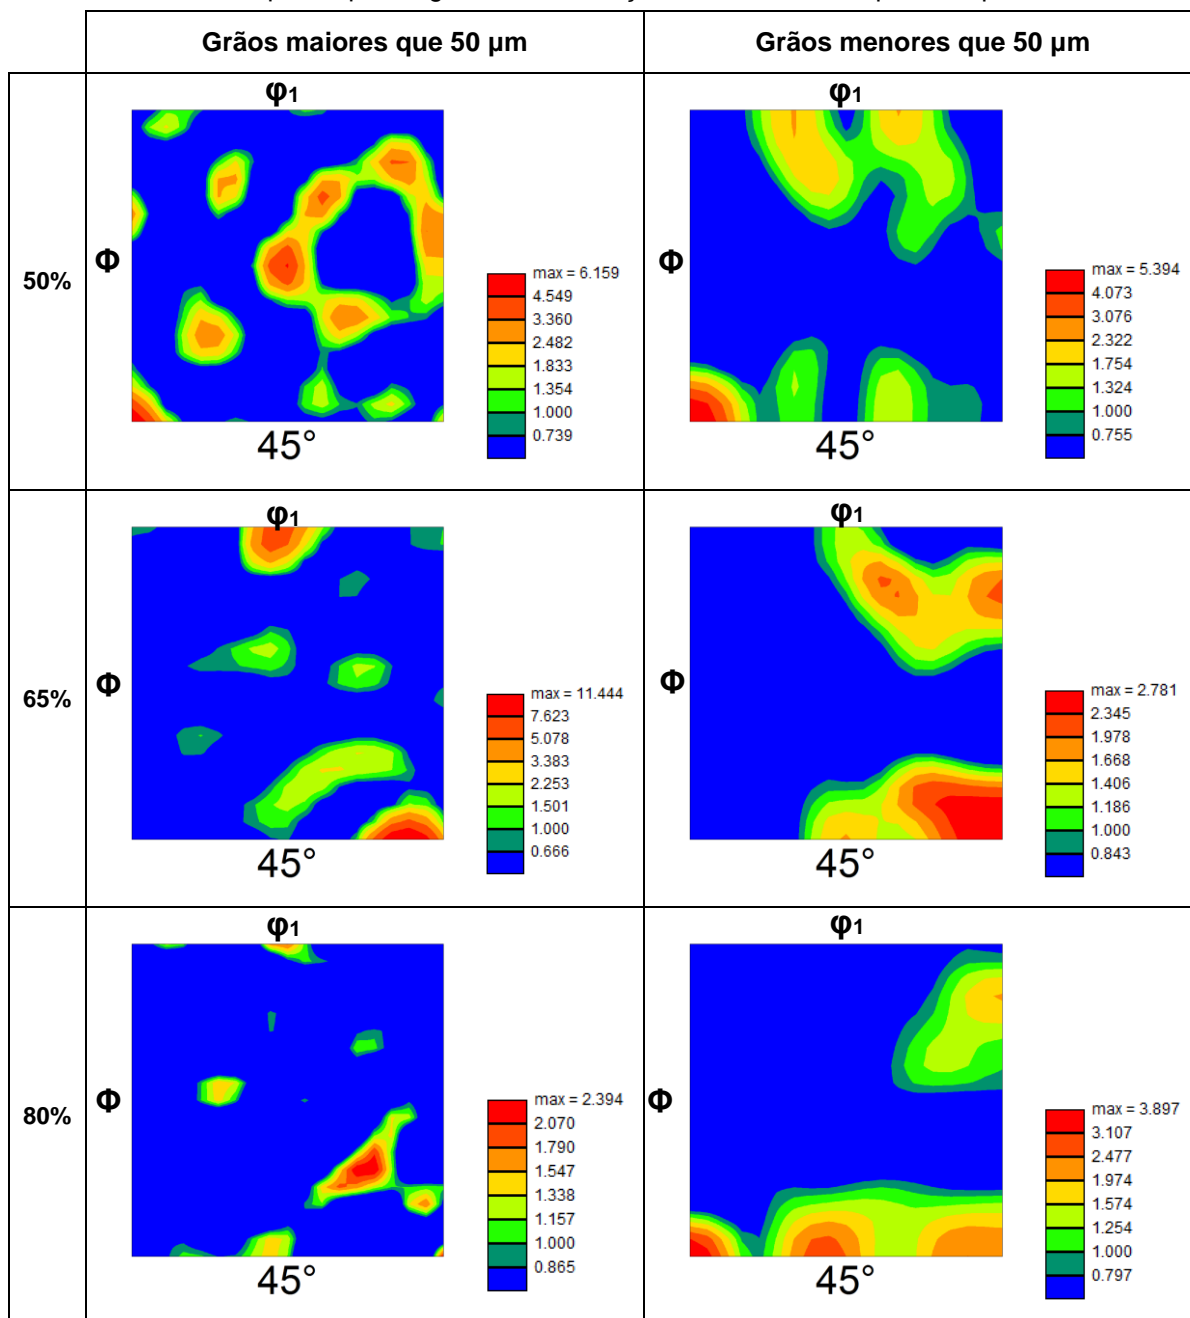 Grãos maiores que 50 µm
Grãos menores que 50 µm
50%
φ1
Φ
45°
max = 6.159
4.549
3.360
2.482
1.833
1.354
1.000
0.739
φ1
Φ
45°
max = 5.394
4.073
3.076
2.322
1.754
1.324
1.000
0.755
65%
φ1
Φ
45°
max = 11.444
7.623
5.078
3.383
2.253
1.501
1.000
0.666
φ1
Φ
45°
max = 2.781
2.345
1.978
1.668
1.406
1.186
1.000
0.843
80%
φ1
Φ
45°
max = 2.394
2.070
1.790
1.547
1.338
1.157
1.000
0.865
φ1
Φ
45°
max = 3.897
3.107
2.477
1.974
1.574
1.254
1.000
0.797